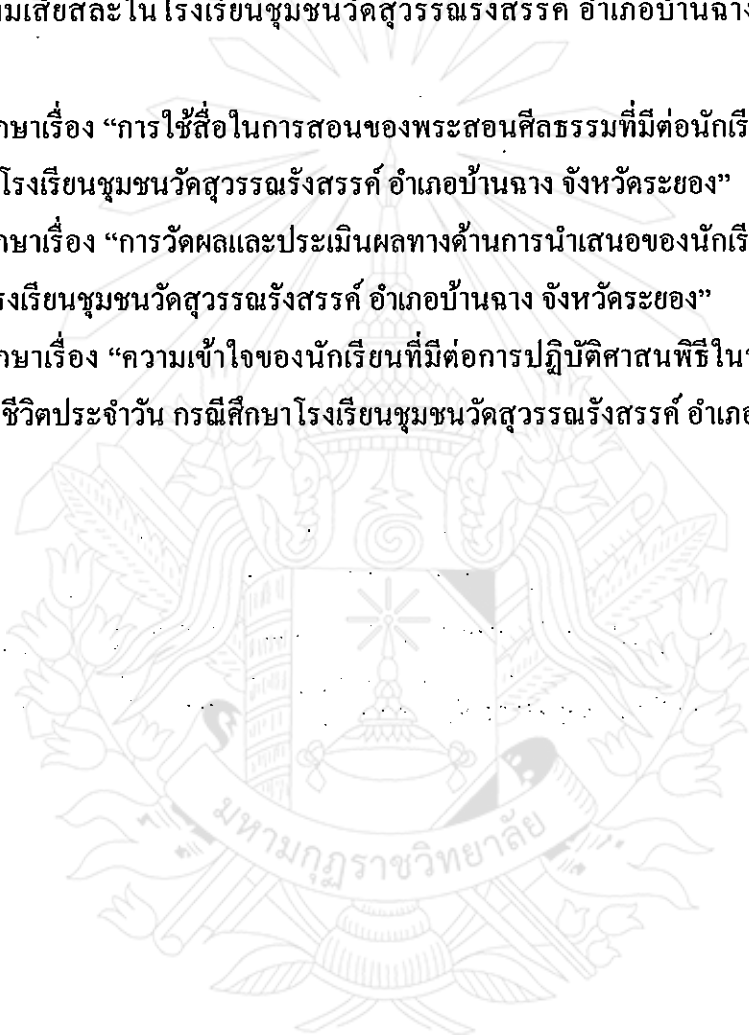 ามเสียสละในโรงเรียนชุมชนวัดสุวรรณรังสรรค์ อำเภอบ้านฉาง
กษาเรื่อง “การใช้สื่อในการสอนของพระสอนศีลธรรมที่มีต่อนักเรี
โรงเรียนชุมชนวัดสุวรรณรังสรรค์ อำเภอบ้านฉาง จังหวัดระยอง”
กษาเรื่อง “การวัดผลและประเมินผลทางด้านการนำเสนอของนักเรี
รงเรียนชุมชนวัดสุวรรณรังสรรค์ อำเภอบ้านฉาง จังหวัดระยอง”
กษาเรื่อง “ความเข้าใจของนักเรียนที่มีต่อการปฏิบัติศาสนพิธีใน
ชีวิตประจำวัน กรณีศึกษาโรงเรียนชุมชนวัดสุวรรณรังสรรค์ อำเภอ
มหามกุฏราชวิทยาลัย